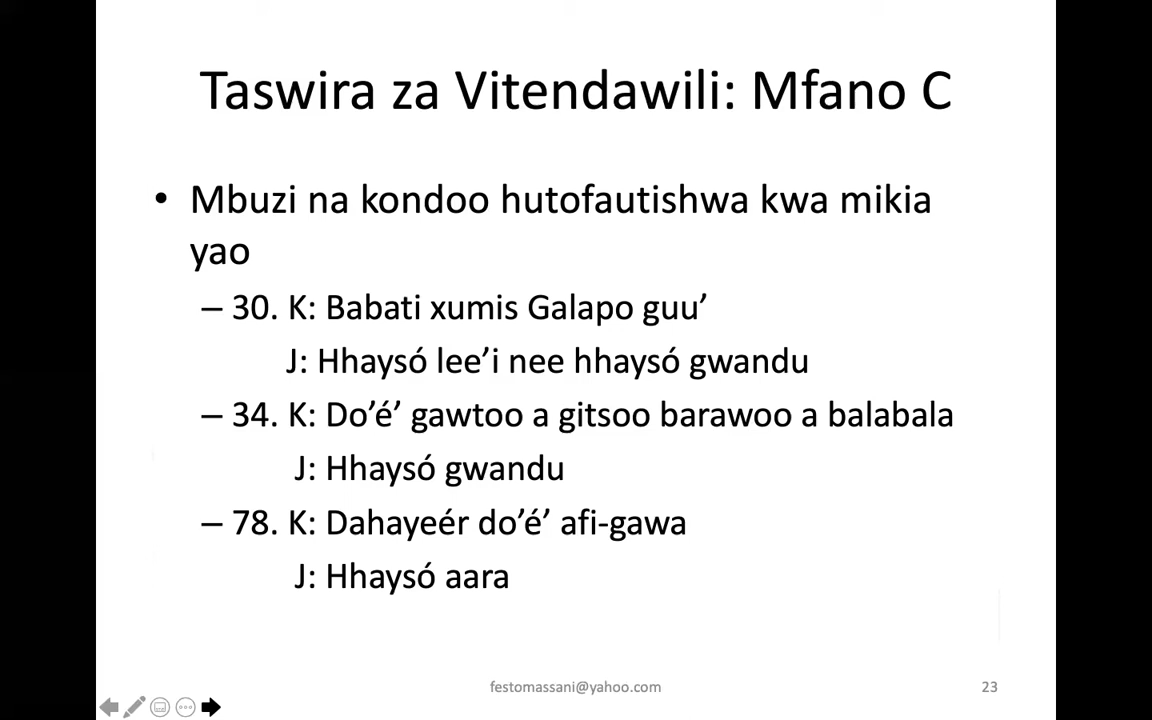 Taswira za Vitendawili: Mfano C
• Mbuzi na kondoo hutofautishwa kwa mikia
yao
– 30. K: Babati xumis Galapo guu’
J: Hhaysó lee’i nee hhaysó gwandu
– 34. K: Do’é’ gawtoo a gitsoo barawoo a balabala
J: Hhaysó gwandu
– 78. K: Dahayeér do’é’ afi-gawa
J: Hhaysó aara
festomassani@yahoo.com
23